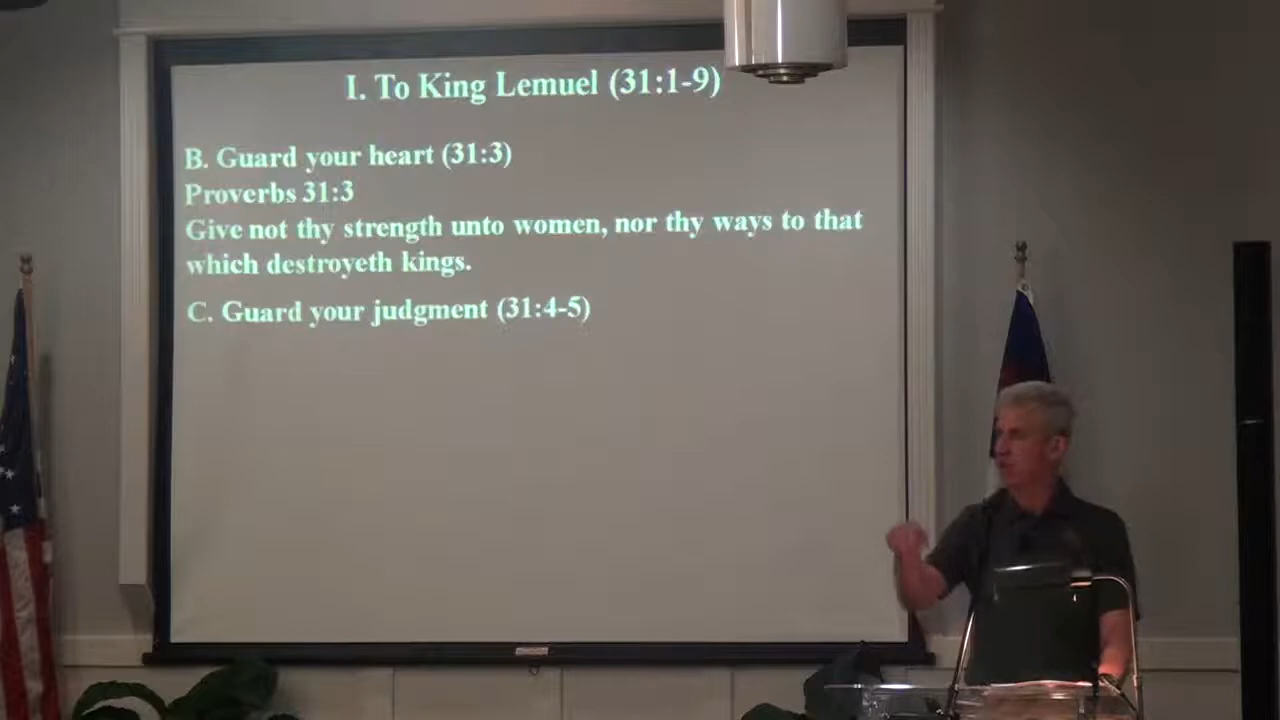 I. To King Lemuel (31:1-9)
B. Guard your heart (31:3)
Proverbs 31:3
Give not thy strength unto women, nor thy ways to that
which destroyeth kings.
C. Guard your judgment (31:4-5)